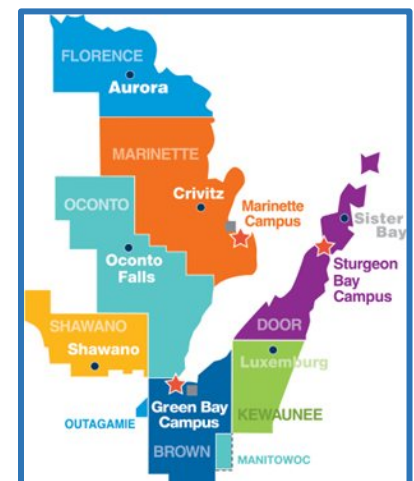 FLORENCE
Aurora
MARINETTE
Crivitz
Marinette
Campus
OCONTO
Oconto
Falls
Sister
Bay
Sturgeon
Bay
Campus
SHAWANO
Shawano
DOOR
Luxemburg
Green Bay
Campus
OUTAGAMIE
KEWAUNEE
BROWN
MANITOWOC